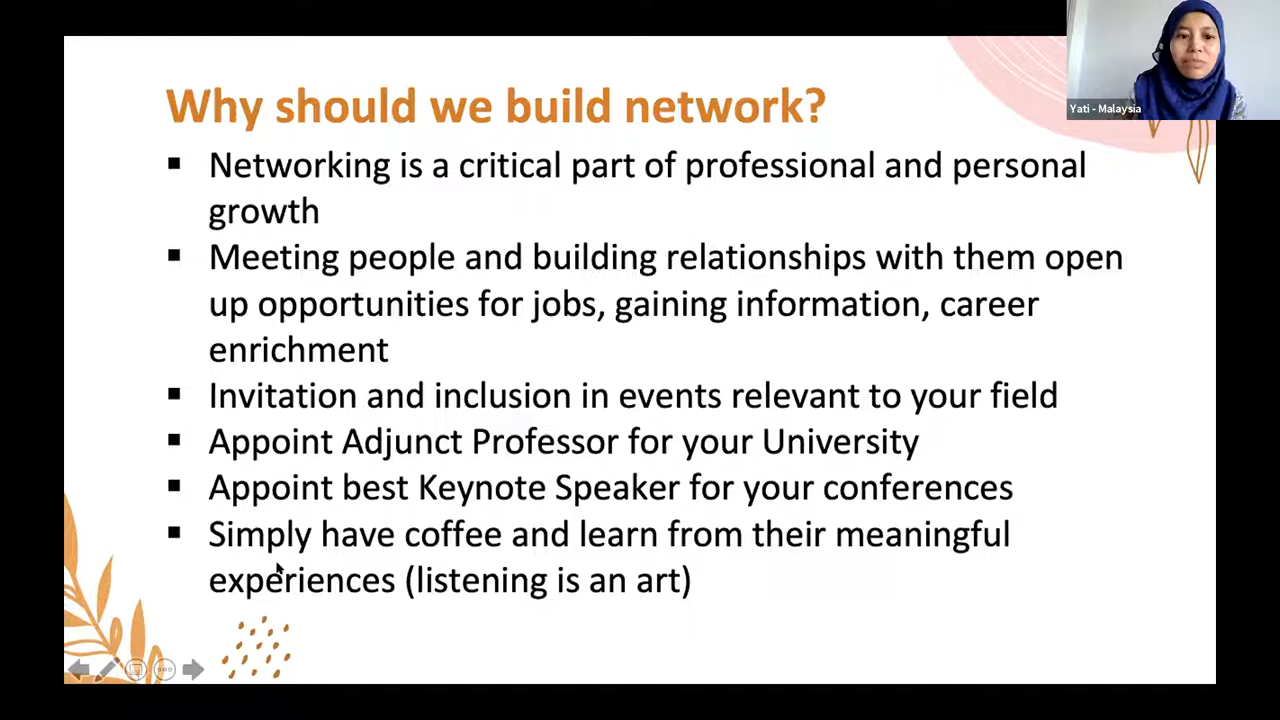 Why should we build network?
▪ Networking is a critical part of professional and personal
growth
▪ Meeting people and building relationships with them open
up opportunities for jobs, gaining information, career
enrichment
▪ Invitation and inclusion in events relevant to your field
▪ Appoint Adjunct Professor for your University
▪ Appoint best Keynote Speaker for your conferences
▪ Simply have coffee and learn from their meaningful
experiences (listening is an art)
Yati - Malaysia